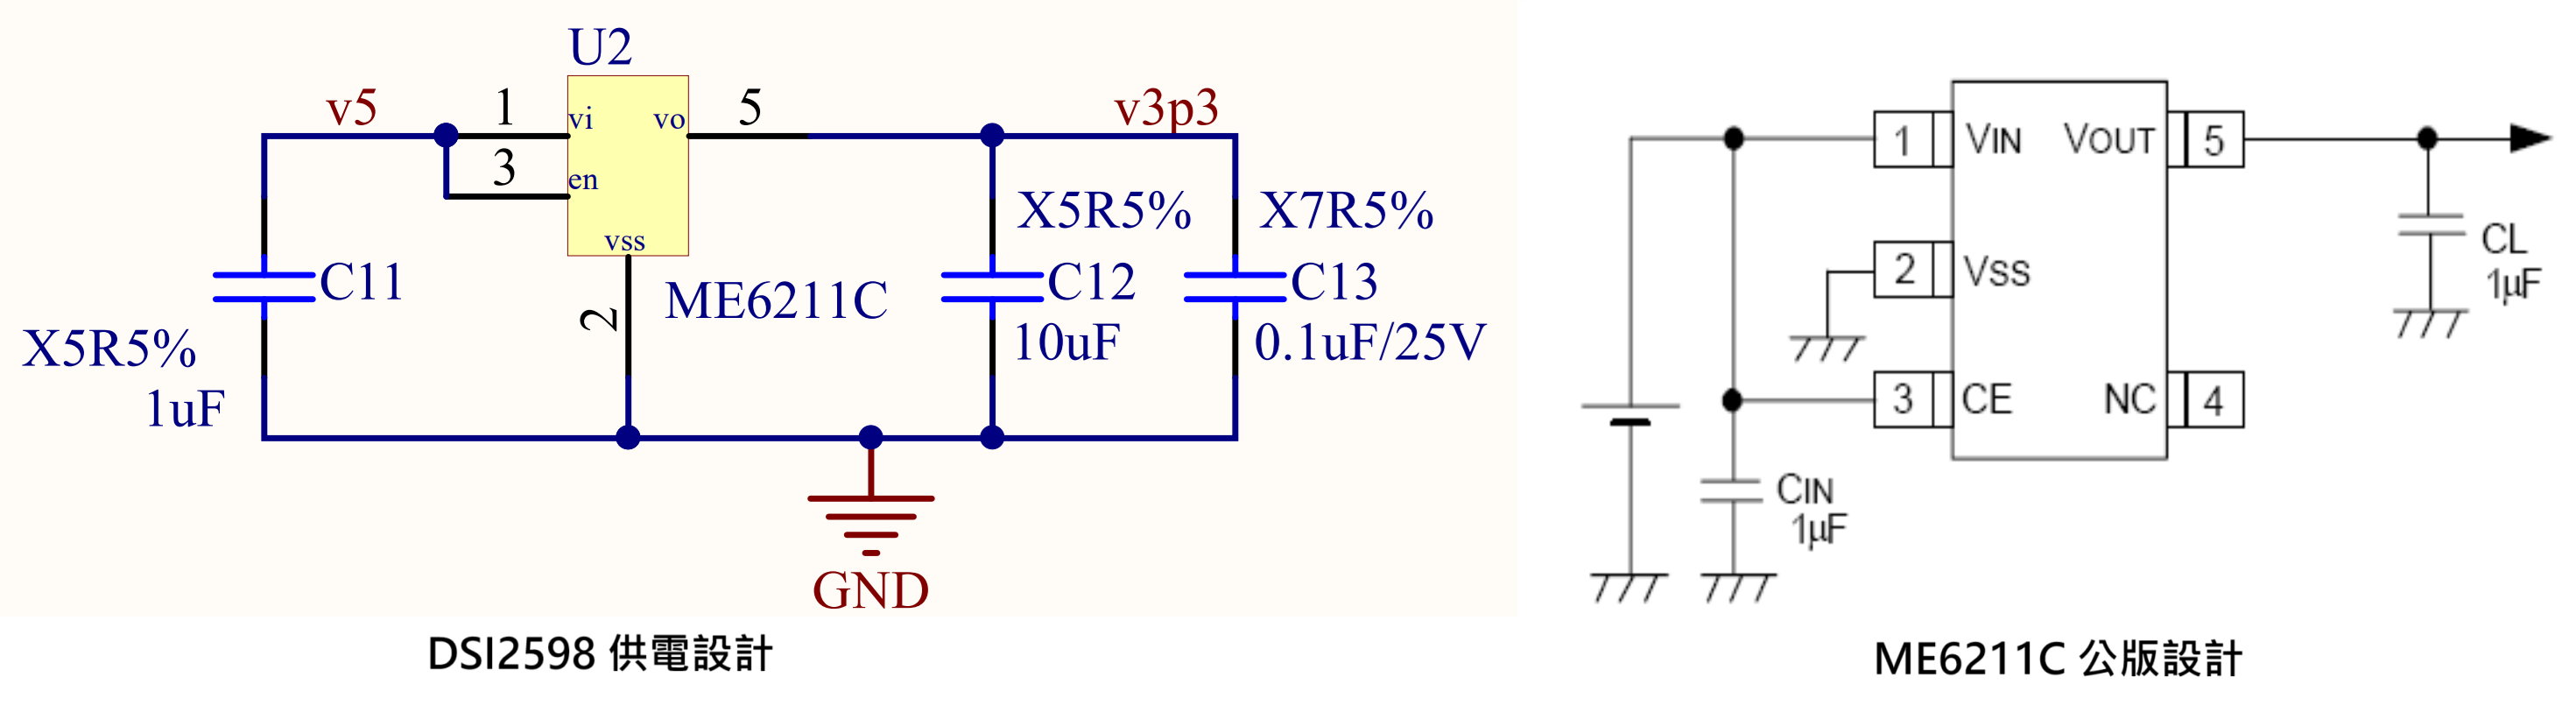 U2
v5
1
vi
vo
5
v3p3
3
en
vss
2
ME6211C
C11
X5R5%
1uF
X5R5%
C12
10uF
X7R5%
C13
0.1uF/25V
GND
DSI2598 供電設計
1
VIN
VOUT
5
2
VSS
3
CE
NC
4
CL
1µF
CIN
1µF
ME6211C 公版設計